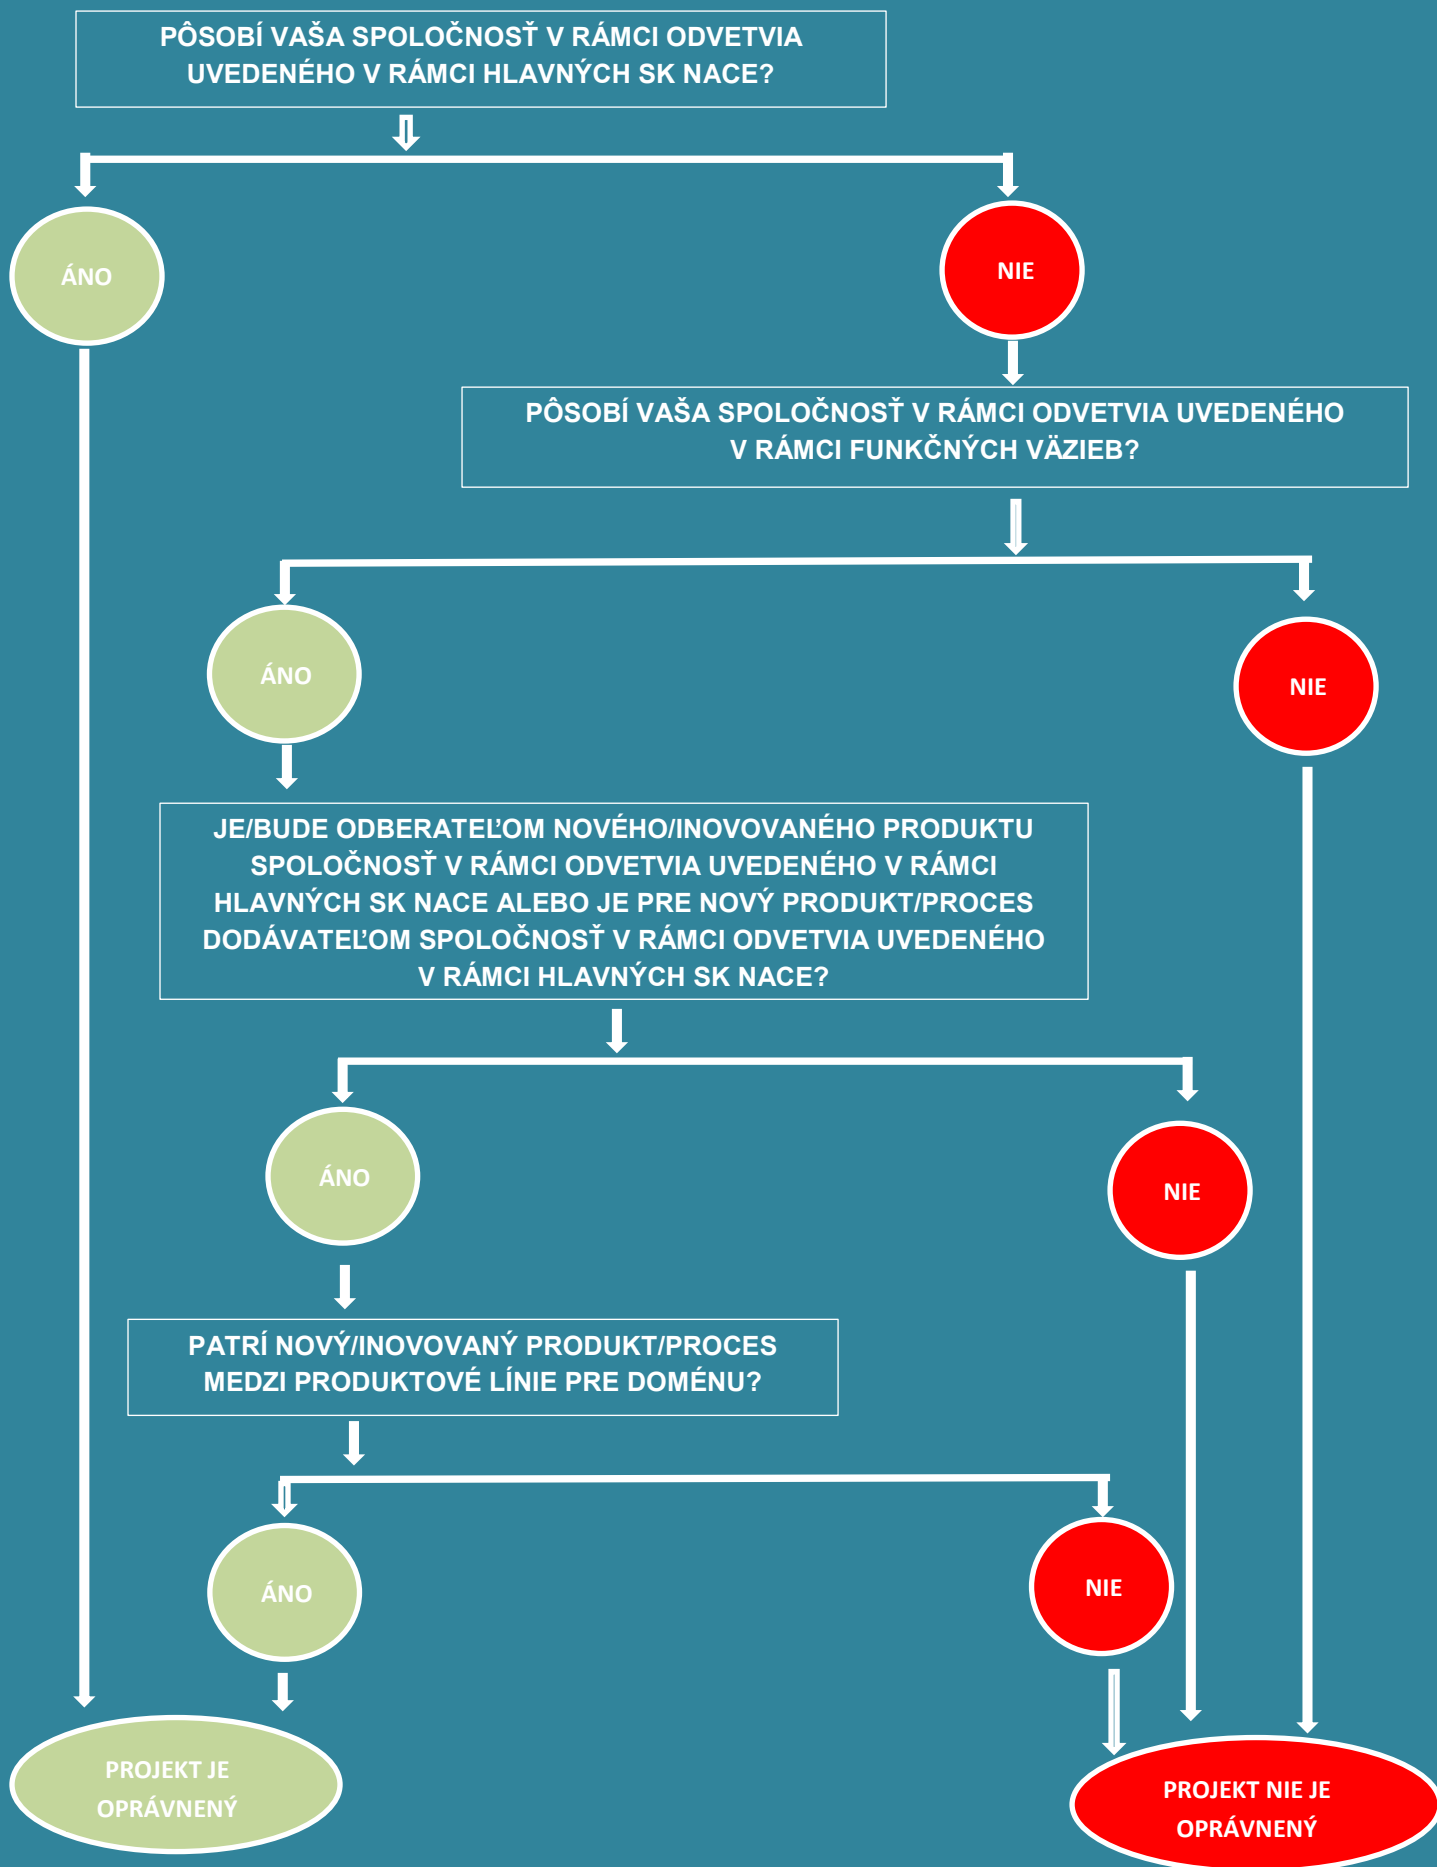 PÔSOBÍ VAŠA SPOLOČNOSŤ V RÁMCI ODVETVIA
UVEDENÉHO V RÁMCI HLAVNÝCH SK NACE?
ÁNO
NIE
PÔSOBÍ VAŠA SPOLOČNOSŤ V RÁMCI ODVETVIA UVEDENÉHO
V RÁMCI FUNKČNÝCH VÄZIEB?
ÁNO
NIE
JE/BUDE ODBERATEĽOM NOVÉHO/INOVOVANÉHO PRODUKTU
SPOLOČNOSŤ V RÁMCI ODVETVIA UVEDENÉHO V RÁMCI
HLAVNÝCH SK NACE ALEBO JE PRE NOVÝ PRODUKT/PROCES
DODÁVATEĽOM SPOLOČNOSŤ V RÁMCI ODVETVIA UVEDENÉHO
V RÁMCI HLAVNÝCH SK NACE?
ÁNO
NIE
PATRÍ NOVÝ/INOVOVANÝ PRODUKT/PROCES
MEDZI PRODUKTOVÉ LÍNIE PRE DOMÉNU?
ÁNO
NIE
PROJEKT JE
OPRÁVNENÝ
PROJEKT NIE JE
OPRÁVNENÝ